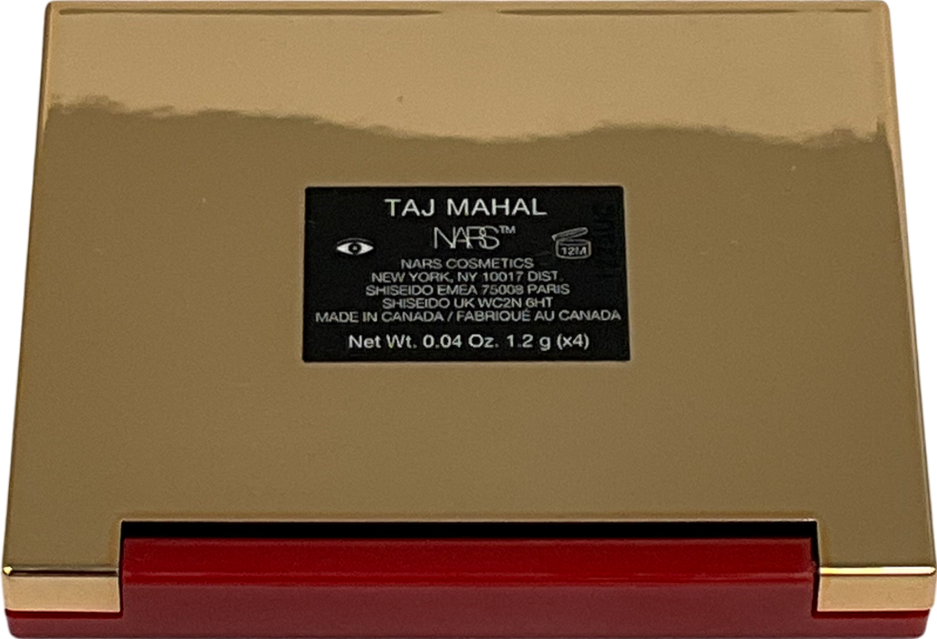 TAJ MAHAL
NARS™
12M
NARS COSMETICS
NEW YORK, NY 10017 DIST.
SHISEIDO EMEA 75008 PARIS
SHISEIDO UK WC2N 6HT
MADE IN CANADA / FABRIQUÉ AU CANADA
Net Wt. 0.04 Oz. 1.2 g (x4)